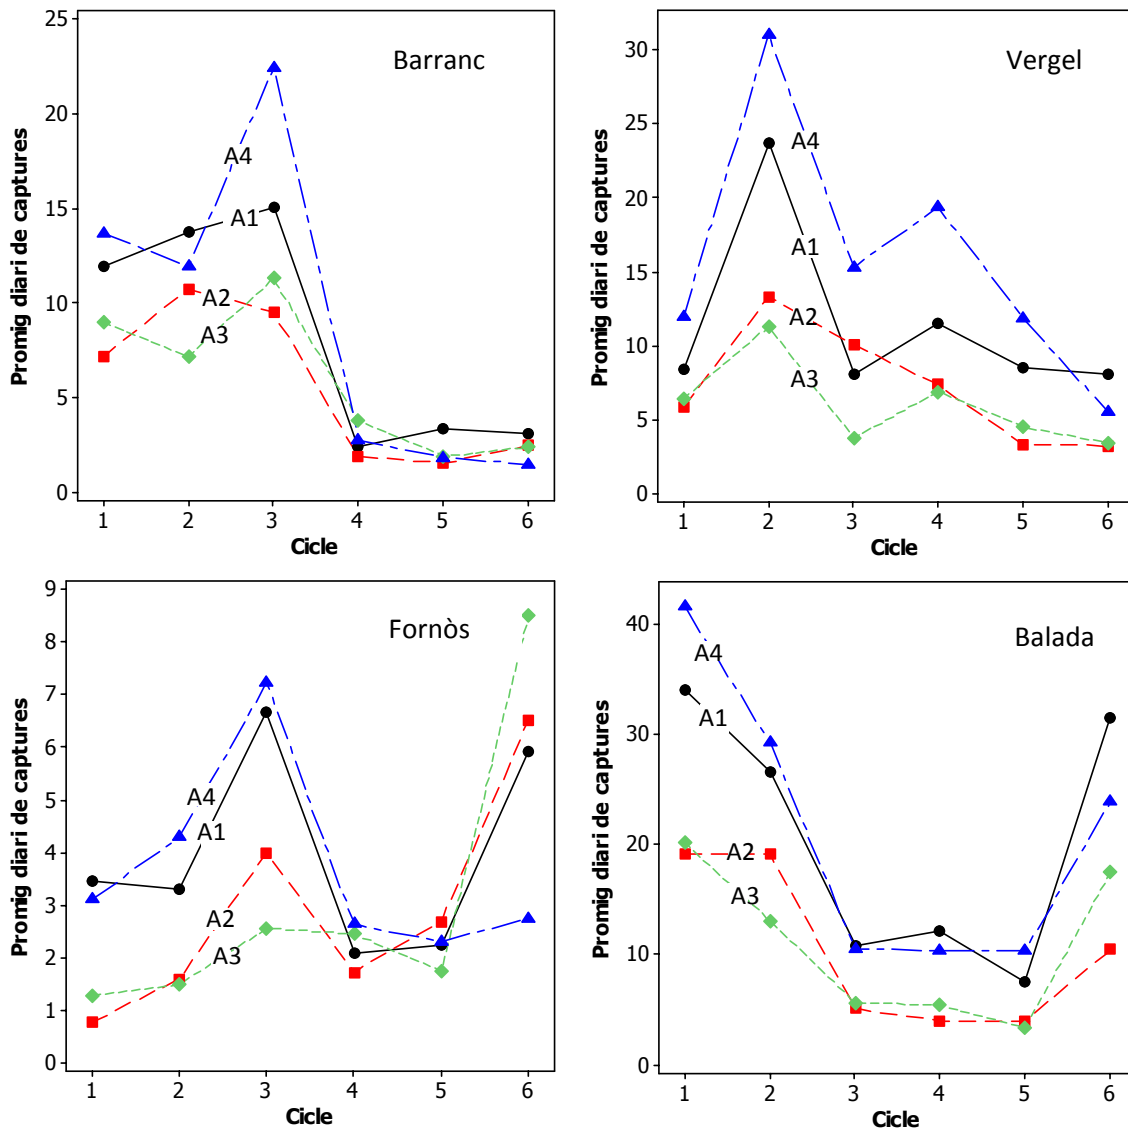 Barranc
Promig diari de captures
25
20
15
10
5
0
A4
A1
A2
A3
1 2 3 4 5 6
Cicle
Vergel
Promig diari de captures
30
25
20
15
10
5
0
A4
A1
A2
A3
1 2 3 4 5 6
Cicle
Fornòs
Promig diari de captures
9
8
7
6
5
4
3
2
1
0
A4
A1
A2
A3
1 2 3 4 5 6
Cicle
Balada
Promig diari de captures
40
30
20
10
0
A4
A1
A2
A3
1 2 3 4 5 6
Cicle